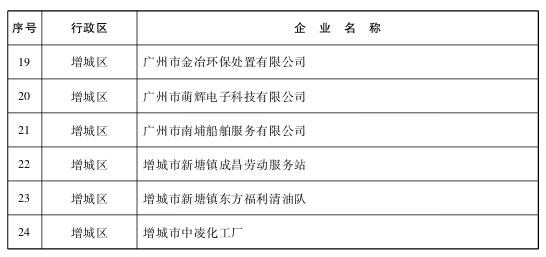 序号 行政区 企业名称
19 增城区 广州市金冶环保处置有限公司
20 增城区 广州市萌辉电子科技有限公司
21 增城区 广州市南埔船舶服务有限公司
22 增城区 增城市新塘镇成昌劳动服务站
23 增城区 增城市新塘镇东方福利清油队
24 增城区 增城市中凌化工厂